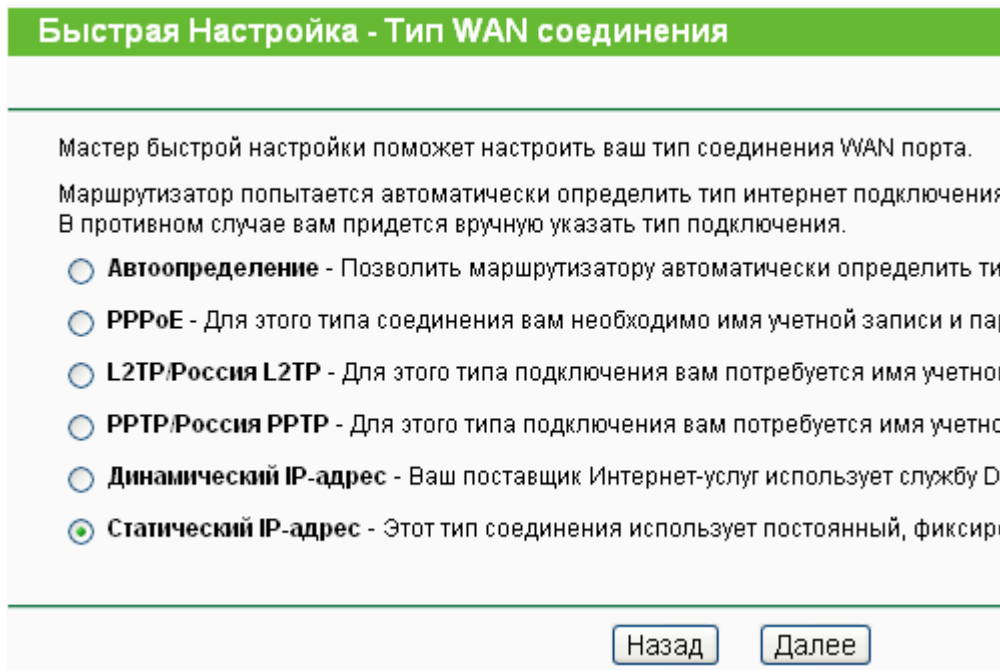 Быстрая Настройка - Тип WAN соединения
Мастер быстрой настройки поможет настроить ваш тип соединения WAN порта.
Маршрутизатор попытается автоматически определить тип интернет подключения
В противном случае вам придется вручную указать тип подключения.
Автоопределение - Позволить маршрутизатору автоматически определить ти
PPPoE - Для этого типа соединения вам необходимо имя учетной записи и пар
L2TP/Россия L2TP - Для этого типа подключения вам потребуется имя учетной
PPTP/Россия PPTP - Для этого типа подключения вам потребуется имя учетно
Динамический IP-адрес - Ваш поставщик Интернет-услуг использует службу D
Статический IP-адрес - Этот тип соединения использует постоянный, фиксиро
Назад Далее